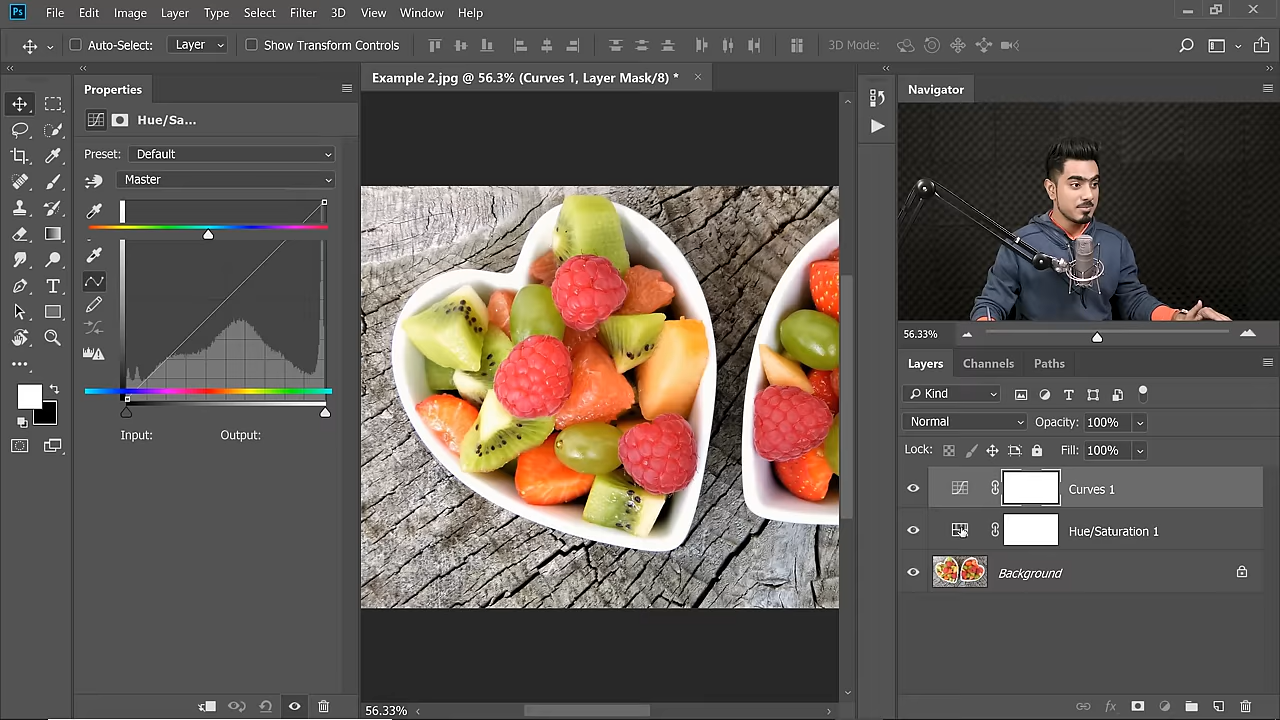 Ps File Edit Image Layer Type Select Filter 3D View Window Help
Auto-Select: Layer Show Transform Controls 3D Mode:
Properties
Example 2.jpg @ 56.3% (Curves 1, Layer Mask/8) *
Navigator
Hue/Sa...
Preset: Default
Master
56.33%
Layers Channels Paths
Kind
Normal Opacity: 100%
Lock: Fill: 100%
Input: Output:
Curves 1
Hue/Saturation 1
Background
56.33%
fx